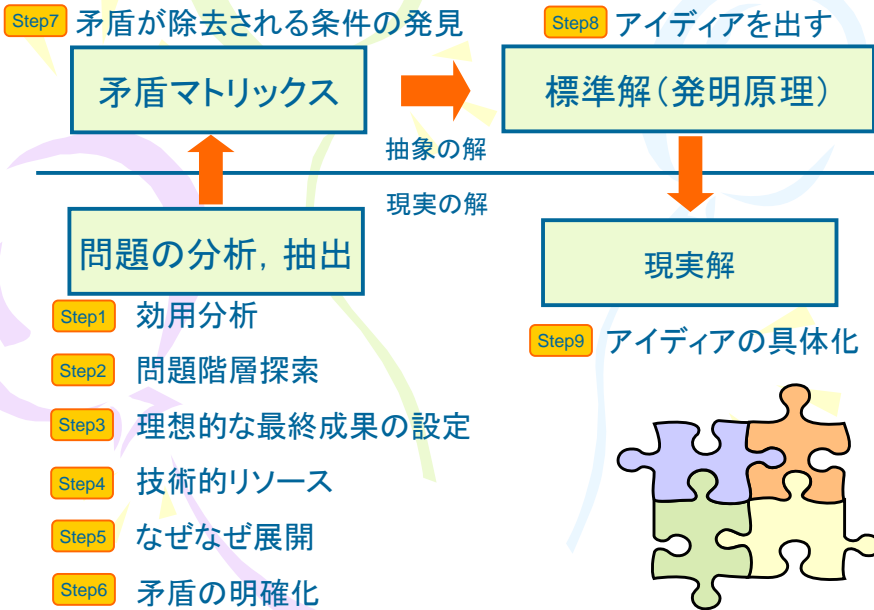 Step7 矛盾が除去される条件の発見
Step8 アイディアを出す
矛盾マトリックス
標準解(発明原理)
抽象の解
現実の解
問題の分析, 抽出
現実解
Step1 効用分析
Step9 アイディアの具体化
Step2 問題階層探索
Step3 理想的な最終成果の設定
Step4 技術的リソース
Step5 なぜなぜ展開
Step6 矛盾の明確化